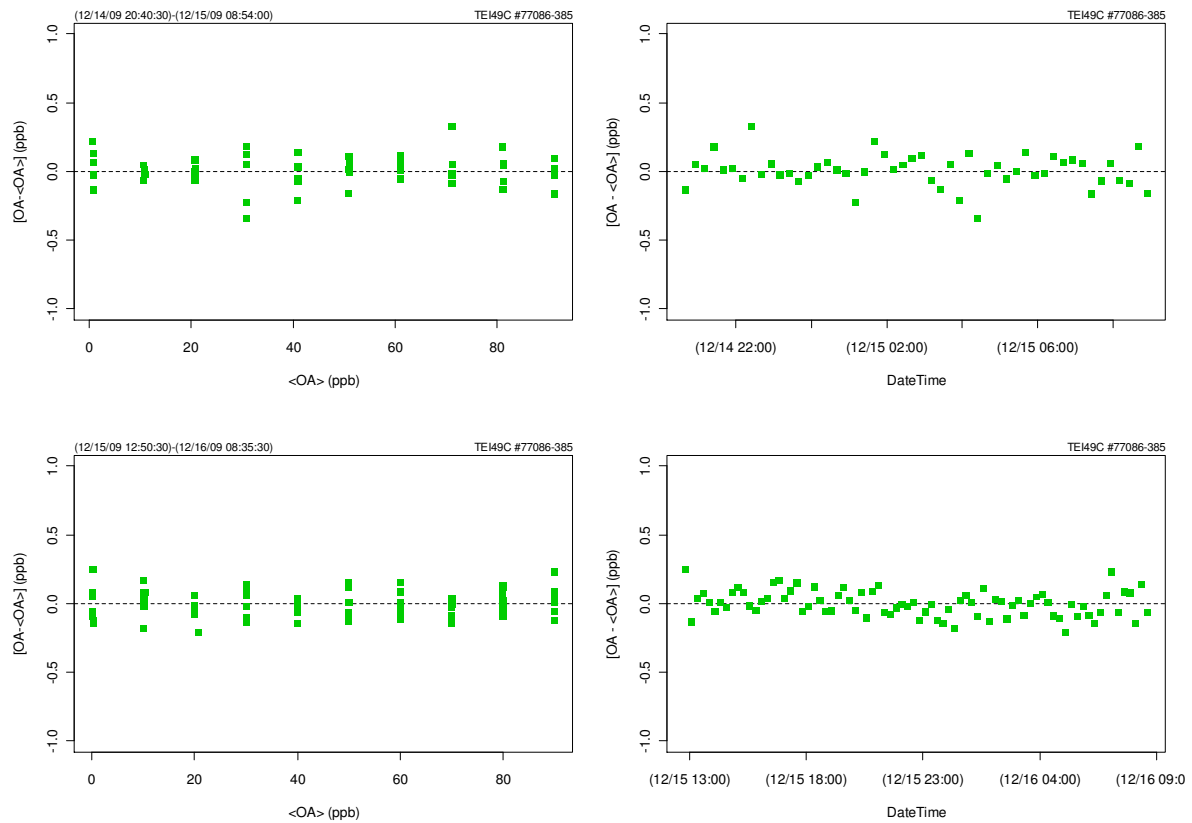 (12/14/09 20:40:30)-(12/15/09 08:54:00)
TEI49C #77086-385
1.0
0.5
0.0
-0.5
-1.0
[OA-<OA>] (ppb)
0 20 40 60 80
<OA> (ppb)
TEI49C #77086-385
1.0
0.5
0.0
-0.5
-1.0
[OA - <OA>] (ppb)
(12/14 22:00) (12/15 02:00) (12/15 06:00)
DateTime
(12/15/09 12:50:30)-(12/16/09 08:35:30)
TEI49C #77086-385
1.0
0.5
0.0
-0.5
-1.0
[OA-<OA>] (ppb)
0 20 40 60 80
<OA> (ppb)
TEI49C #77086-385
1.0
0.5
0.0
-0.5
-1.0
[OA - <OA>] (ppb)
(12/15 13:00) (12/15 18:00) (12/15 23:00) (12/16 04:00) (12/16 09:0
DateTime